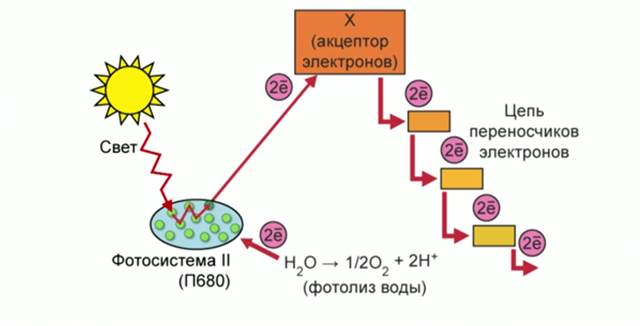 X
(акцептор
электронов)
2ē
2ē
Цепь
переносчиков
электронов
Свет
2ē
2ē
2ē
2ē
Фотосистема II
(П680)
H₂O → 1/2O₂ + 2H⁺
(фотолиз воды)